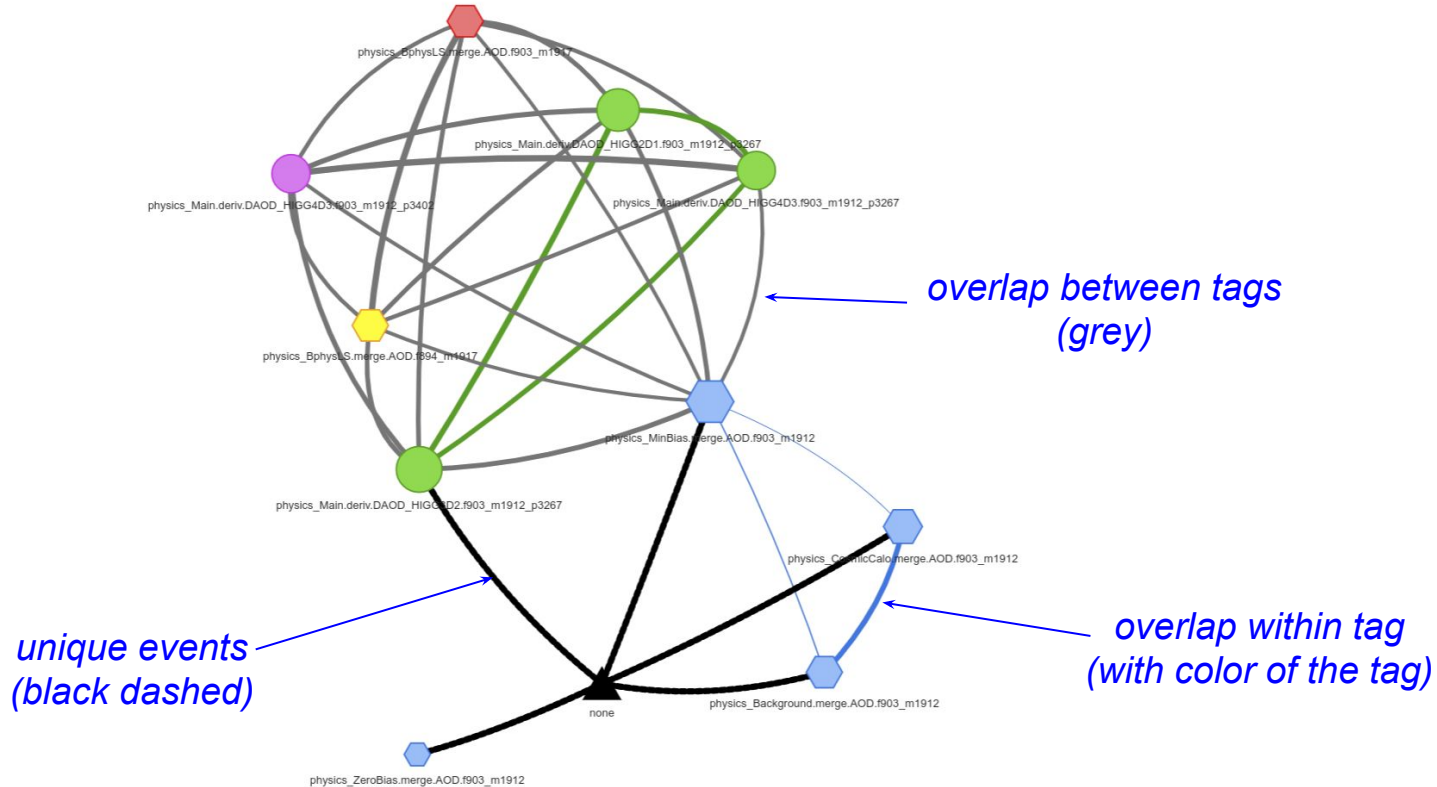 physics_BphysLS.merge.AOD.f903_m1917
physics_Main.deriv.DAOD_HIGG2D1.f903_m1912_p3267
physics_Main.deriv.DAOD_HIGG4D3.f903_m1912_p3402
physics_Main.deriv.DAOD_HIGG4D3.f903_m1912_p3267
overlap between tags
(grey)
physics_BphysLS.merge.AOD.f894_m1917
physics_MinBias.merge.AOD.f903_m1912
physics_Main.deriv.DAOD_HIGG3D2.f903_m1912_p3267
physics_CosmicCalo.merge.AOD.f903_m1912
unique events
(black dashed)
overlap within tag
(with color of the tag)
physics_Background.merge.AOD.f903_m1912
none
physics_ZeroBias.merge.AOD.f903_m1912